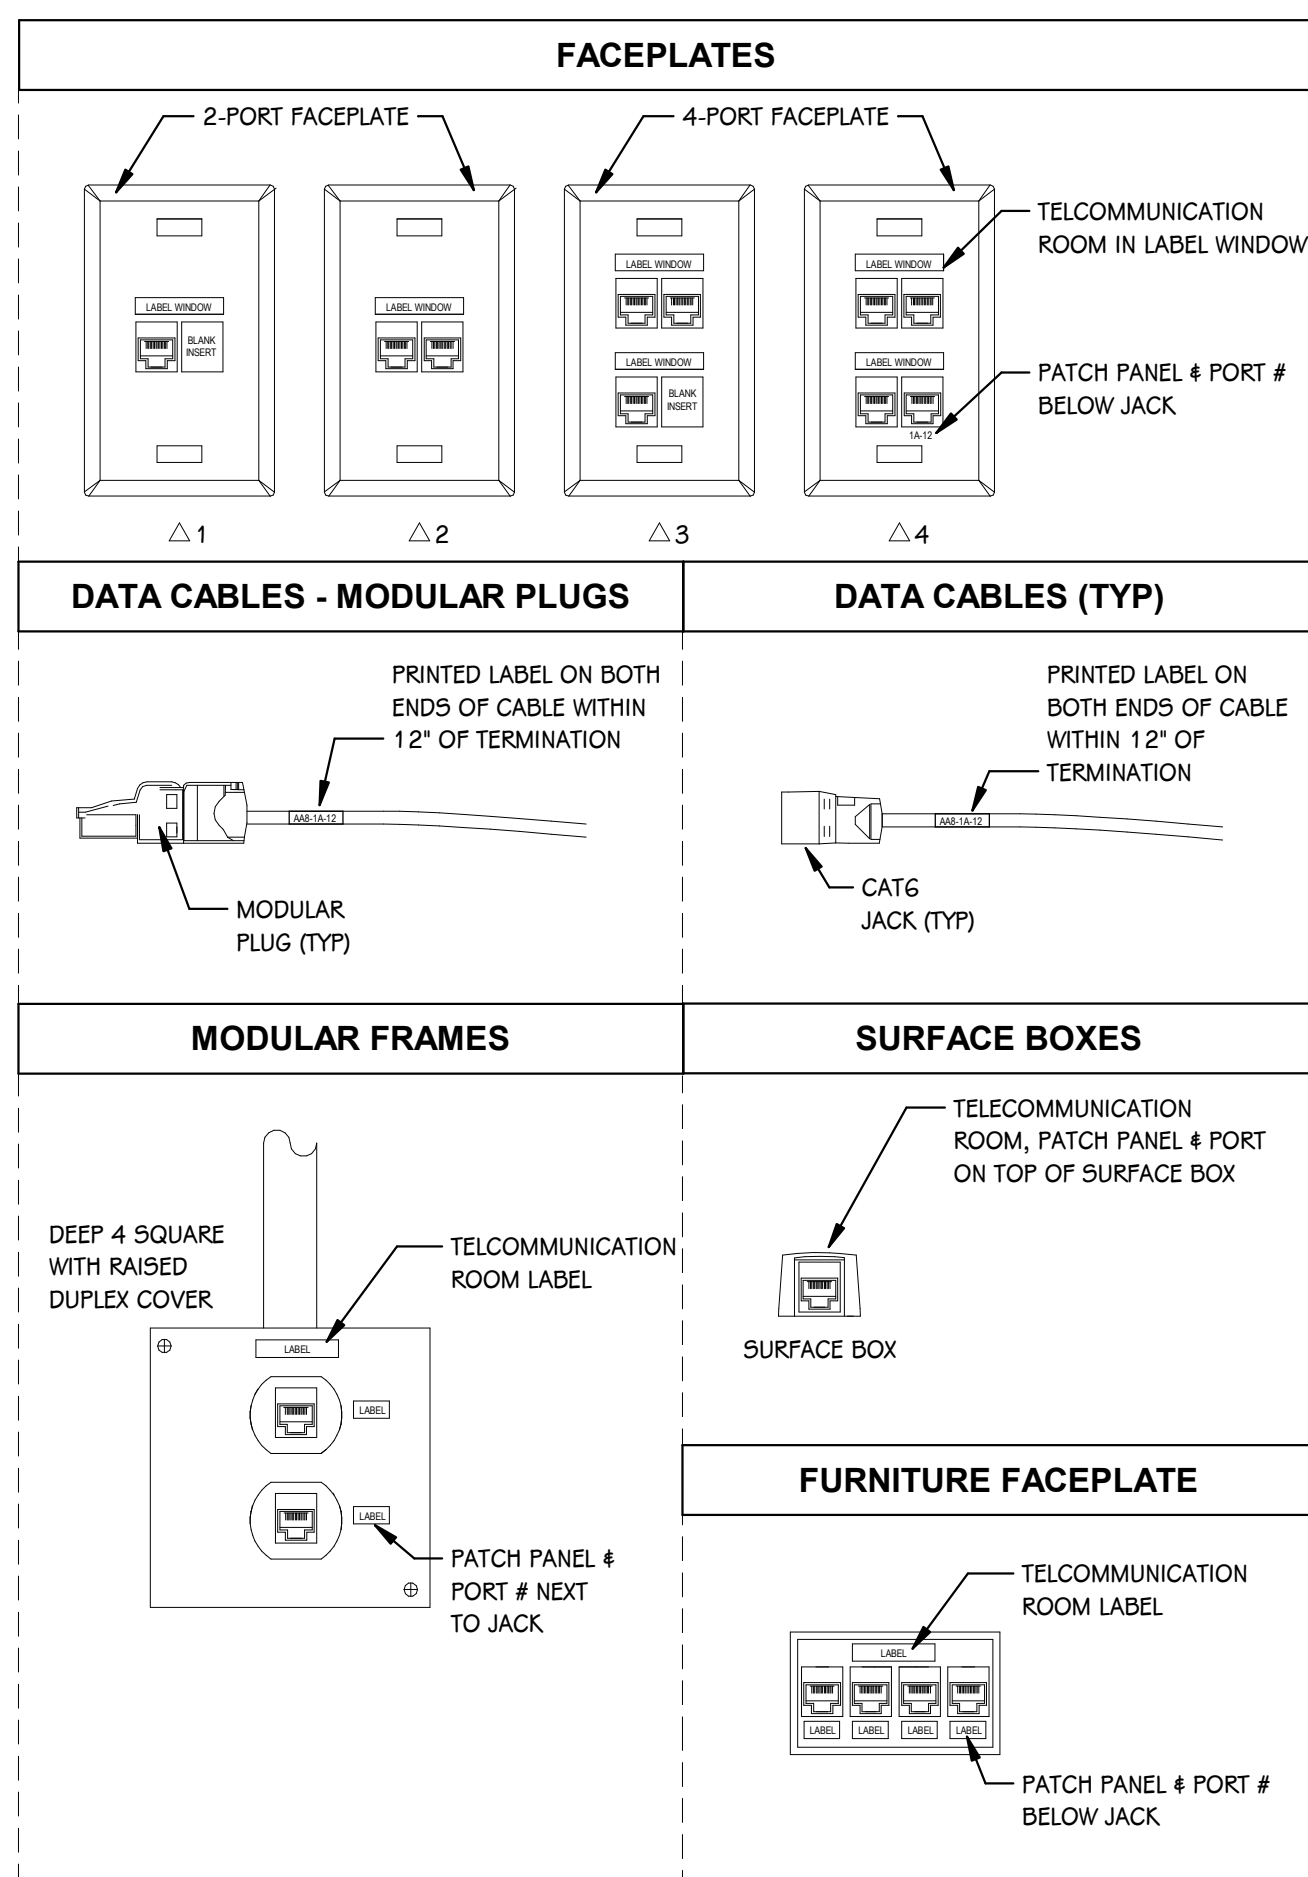 FACEPLATES
2-PORT FACEPLATE
4-PORT FACEPLATE
TELCOMMUNICATION
ROOM IN LABEL WINDOW
LABEL WINDOW
BLANK
INSERT
LABEL WINDOW
LABEL WINDOW
LABEL WINDOW
BLANK
INSERT
LABEL WINDOW
LABEL WINDOW
1A-12
PATCH PANEL & PORT #
BELOW JACK
△1
△2
△3
△4
DATA CABLES - MODULAR PLUGS
PRINTED LABEL ON BOTH
ENDS OF CABLE WITHIN
12" OF TERMINATION
AA8-1A-12
MODULAR
PLUG (TYP)
DATA CABLES (TYP)
PRINTED LABEL ON
BOTH ENDS OF CABLE
WITHIN 12" OF
TERMINATION
AA8-1A-12
CAT6
JACK (TYP)
MODULAR FRAMES
DEEP 4 SQUARE
WITH RAISED
DUPLEX COVER
TELCOMMUNICATION
ROOM LABEL
LABEL
LABEL
LABEL
PATCH PANEL &
PORT # NEXT
TO JACK
SURFACE BOXES
TELECOMMUNICATION
ROOM, PATCH PANEL & PORT
ON TOP OF SURFACE BOX
SURFACE BOX
FURNITURE FACEPLATE
TELCOMMUNICATION
ROOM LABEL
LABEL
LABEL LABEL LABEL LABEL
PATCH PANEL & PORT #
BELOW JACK